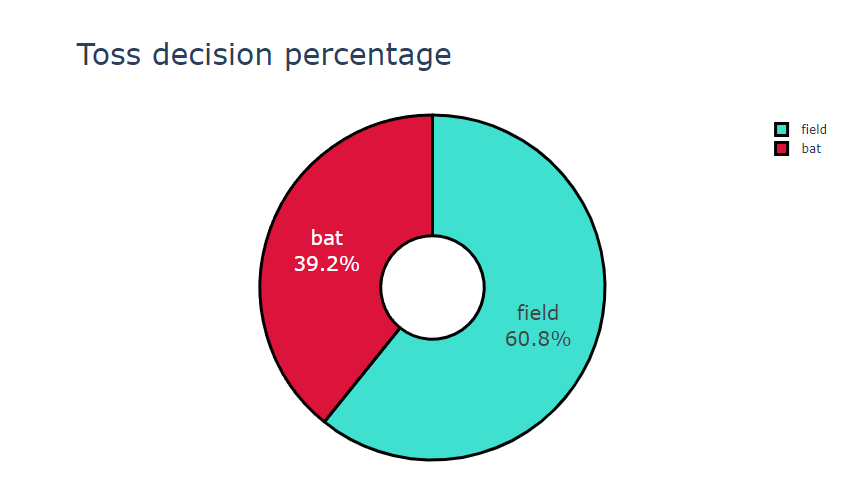 Toss decision percentage
field
bat
bat
39.2%
field
60.8%